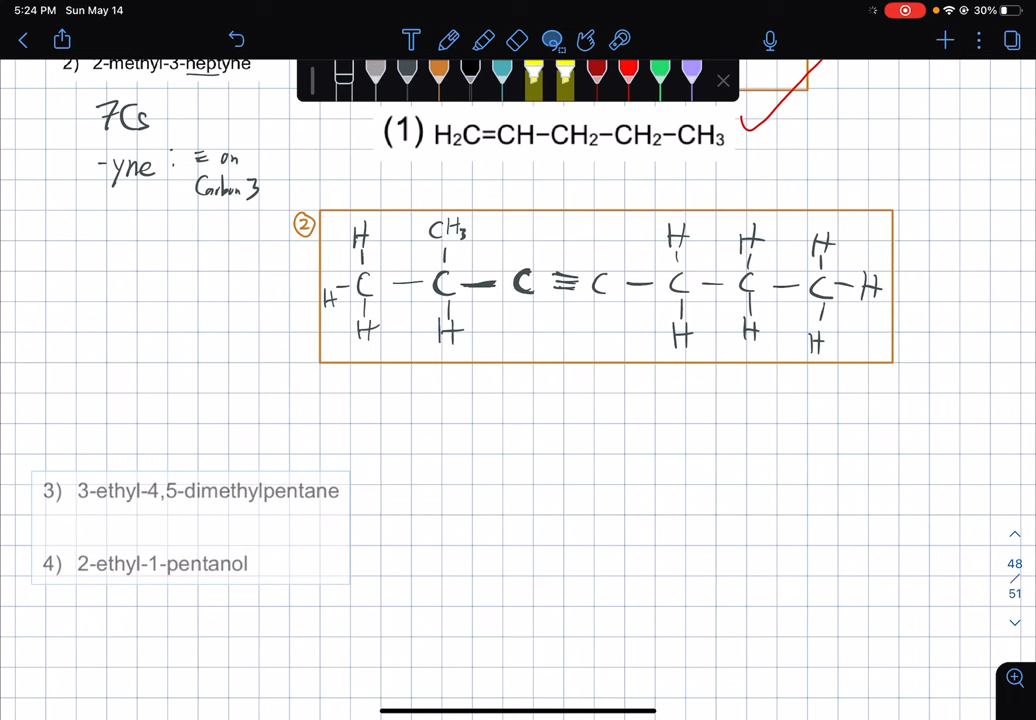 5:24 PM Sun May 14
30%
2) 2-methyl-3-heptyne
7Cs
-yne : ≡ on
Carbon 3
(1) H₂C=CH–CH₂–CH₂–CH₃
②
H CH₃ H H H
H–C — C — C ≡ C — C — C — C–H
H H H H H
3) 3-ethyl-4,5-dimethylpentane
4) 2-ethyl-1-pentanol
48
/
51